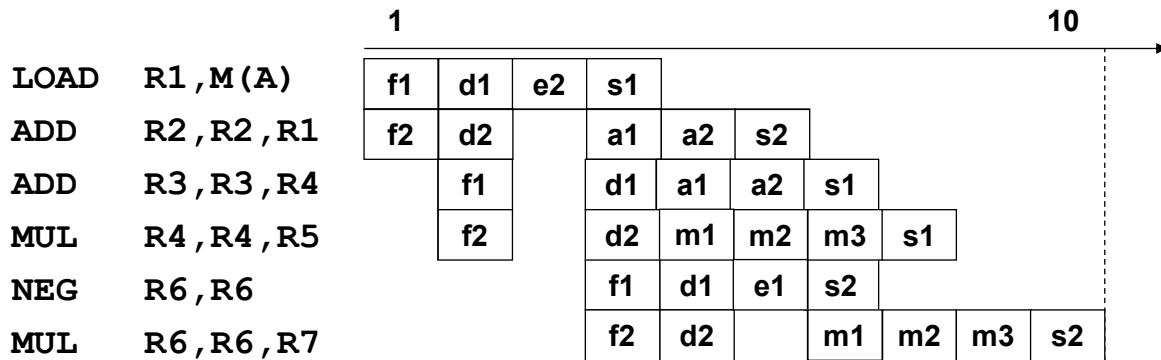 1 10
LOAD R1,M(A) f1 d1 e2 s1
ADD R2,R2,R1 f2 d2 a1 a2 s2
ADD R3,R3,R4 f1 d1 a1 a2 s1
MUL R4,R4,R5 f2 d2 m1 m2 m3 s1
NEG R6,R6 f1 d1 e1 s2
MUL R6,R6,R7 f2 d2 m1 m2 m3 s2